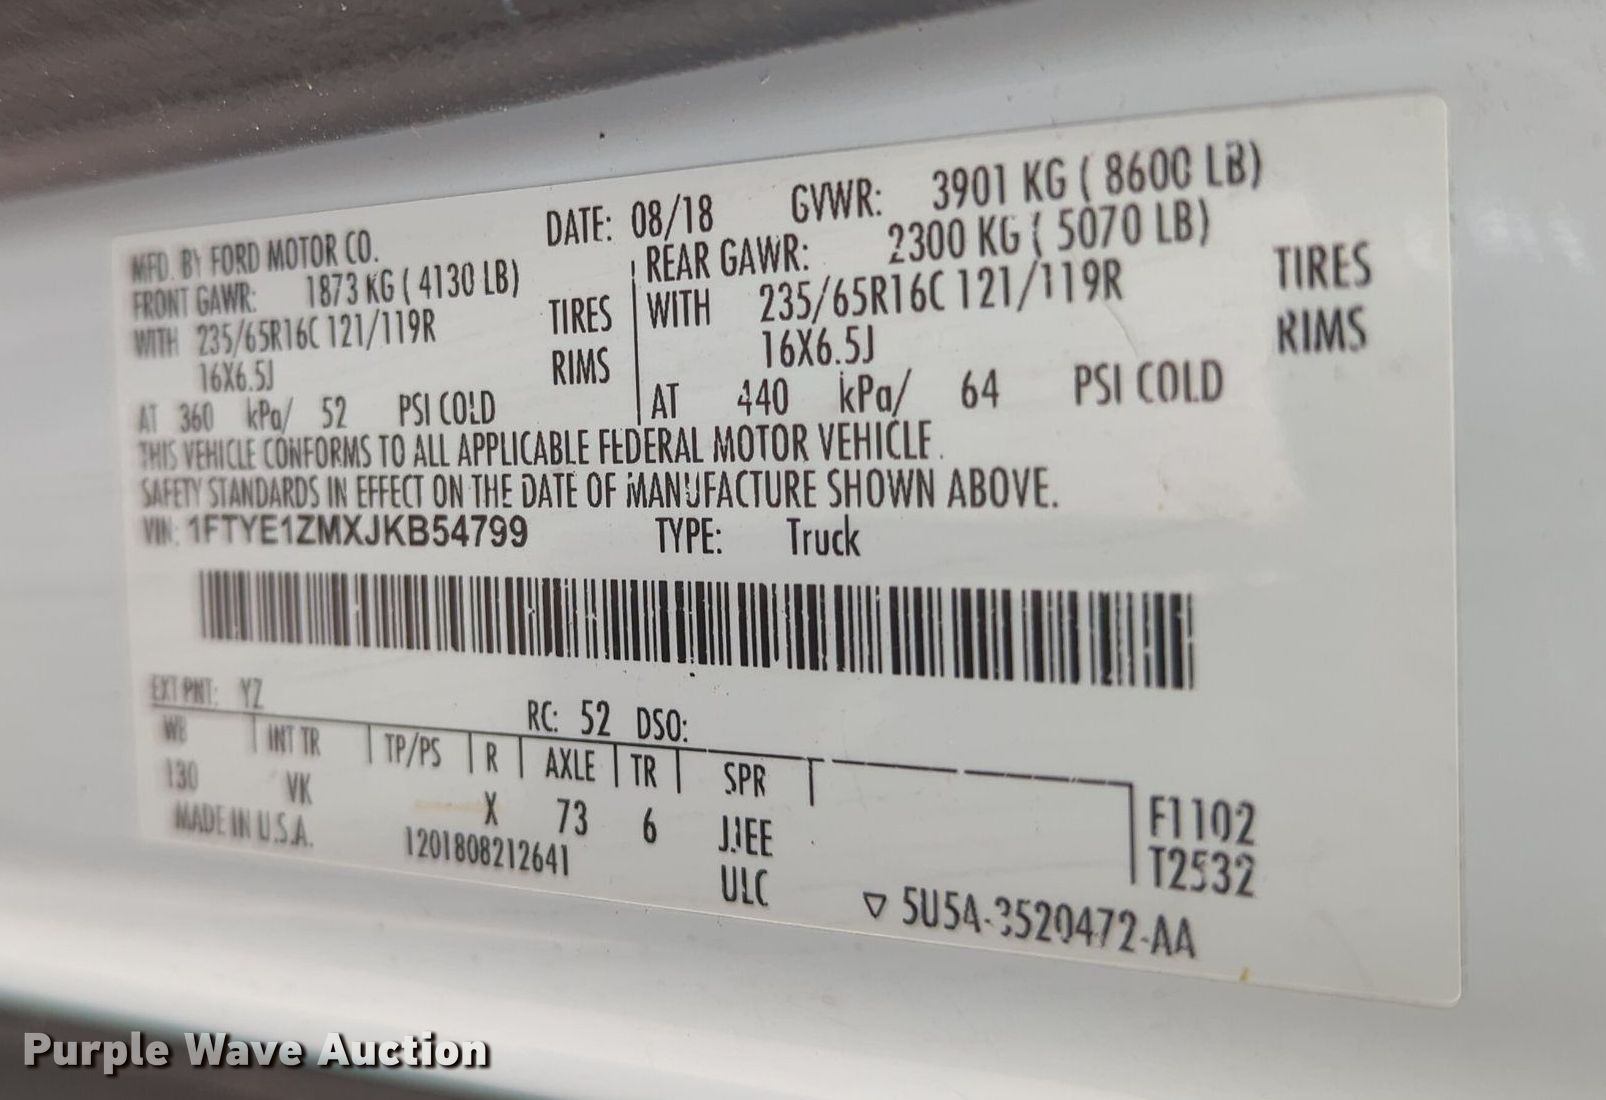 MFD. BY FORD MOTOR CO. DATE: 08/18 GVWR: 3901 KG ( 8600 LB)
FRONT GAWR: 1873 KG ( 4130 LB) REAR GAWR: 2300 KG ( 5070 LB)
WITH 235/65R16C 121/119R TIRES WITH 235/65R16C 121/119R TIRES
16X6.5J RIMS 16X6.5J RIMS
AT 360 kPa/ 52 PSI COLD AT 440 kPa/ 64 PSI COLD
THIS VEHICLE CONFORMS TO ALL APPLICABLE FEDERAL MOTOR VEHICLE
SAFETY STANDARDS IN EFFECT ON THE DATE OF MANUFACTURE SHOWN ABOVE.
VIN: 1FTYE1ZMXJKB54799 TYPE: Truck
EXT PNT: YZ RC: 52 DSO:
WB INT TR TP/PS R AXLE TR SPR
130 VK X 73 6 JJEE F1102
MADE IN U.S.A. 1201808212641 ULC T2532
▽ 5U5A-3520472-AA
Purple Wave Auction